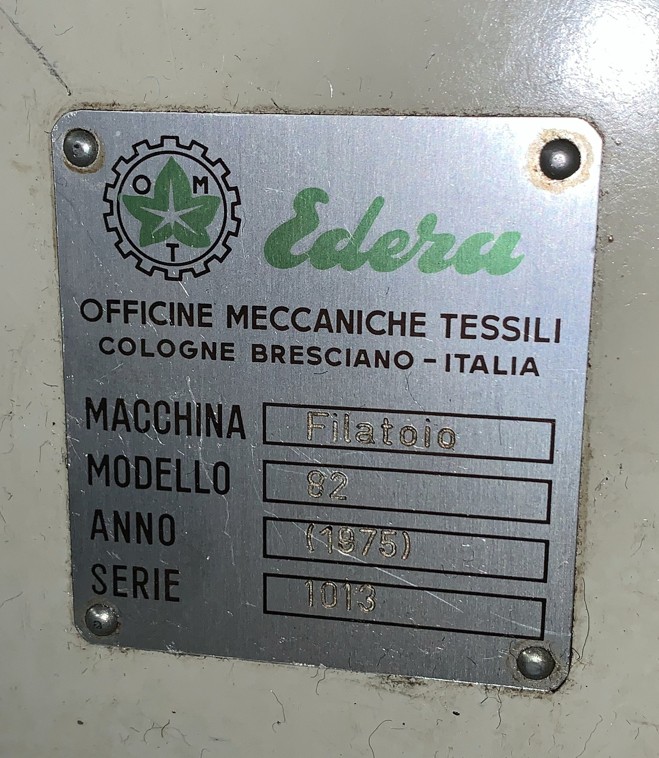 O M T
Edera
OFFICINE MECCANICHE TESSILI
COLOGNE BRESCIANO - ITALIA
MACCHINA Filatoio
MODELLO 82
ANNO (1975)
SERIE 1013